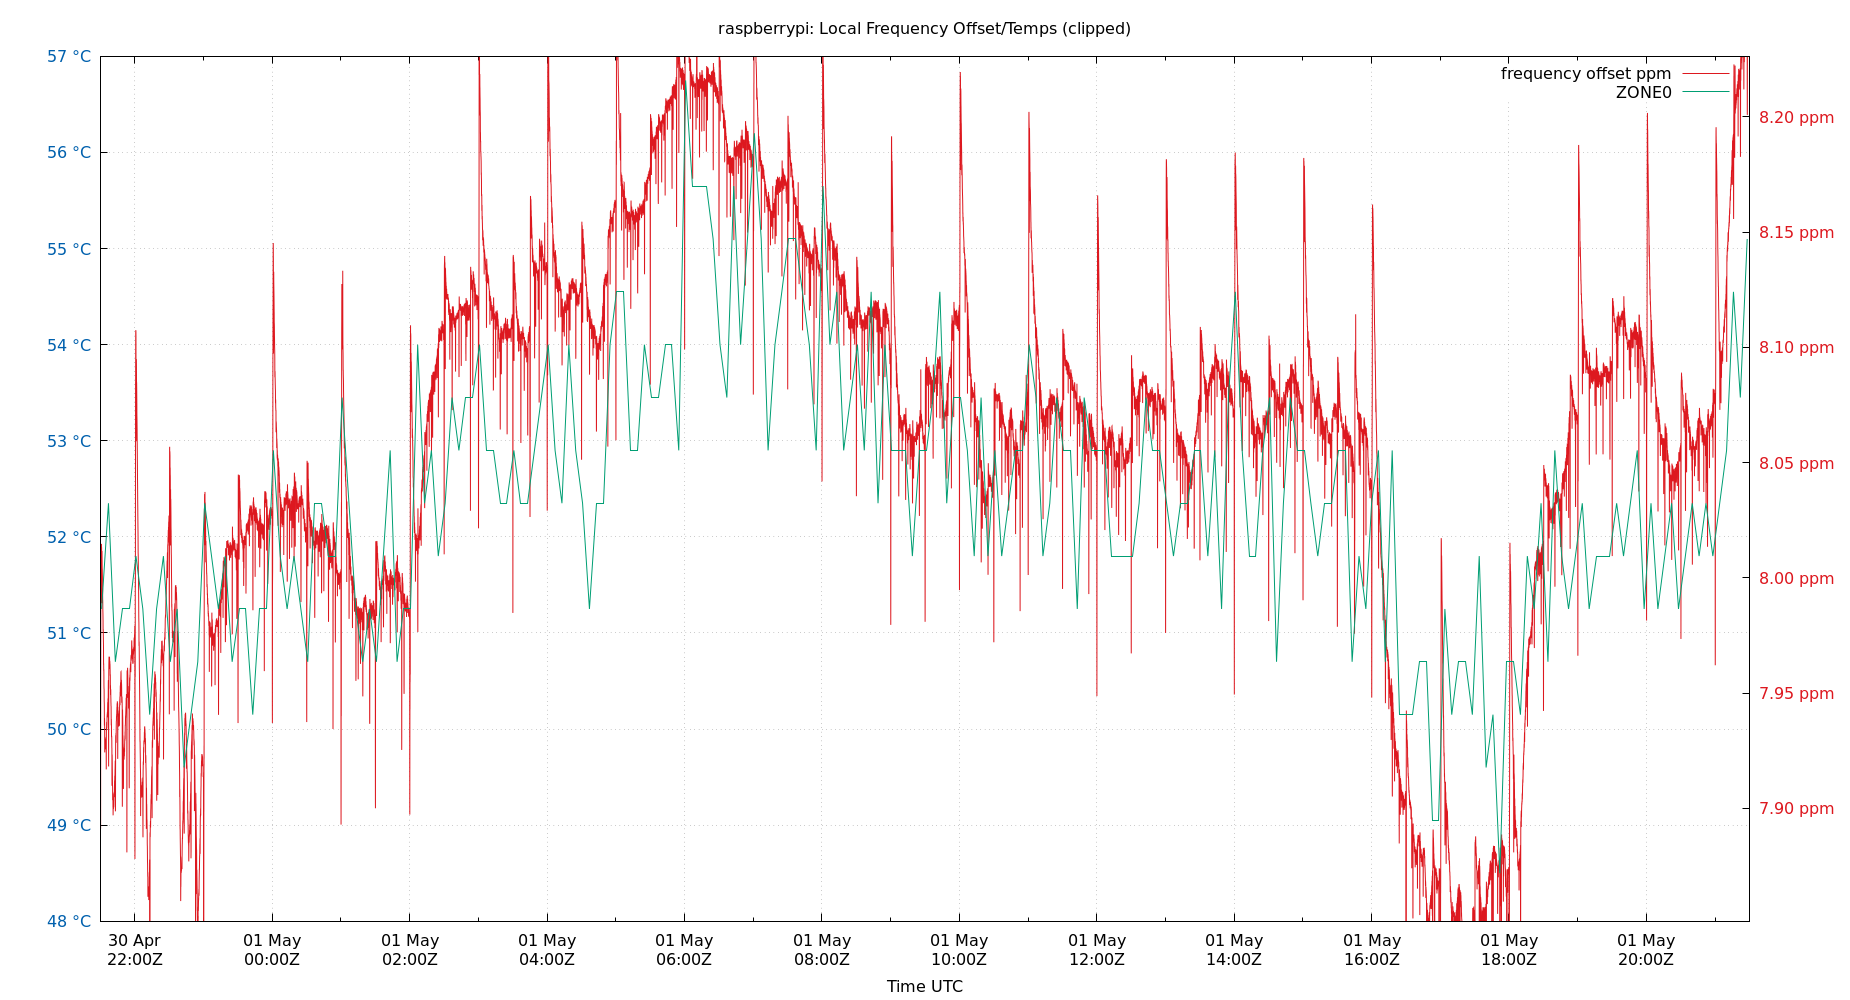 raspberrypi: Local Frequency Offset/Temps (clipped)
frequency offset ppm
ZONE0
57 °C
56 °C
55 °C
54 °C
53 °C
52 °C
51 °C
50 °C
49 °C
48 °C
8.20 ppm
8.15 ppm
8.10 ppm
8.05 ppm
8.00 ppm
7.95 ppm
7.90 ppm
30 Apr 01 May 01 May 01 May 01 May 01 May 01 May 01 May 01 May 01 May 01 May 01 May
22:00Z 00:00Z 02:00Z 04:00Z 06:00Z 08:00Z 10:00Z 12:00Z 14:00Z 16:00Z 18:00Z 20:00Z
Time UTC